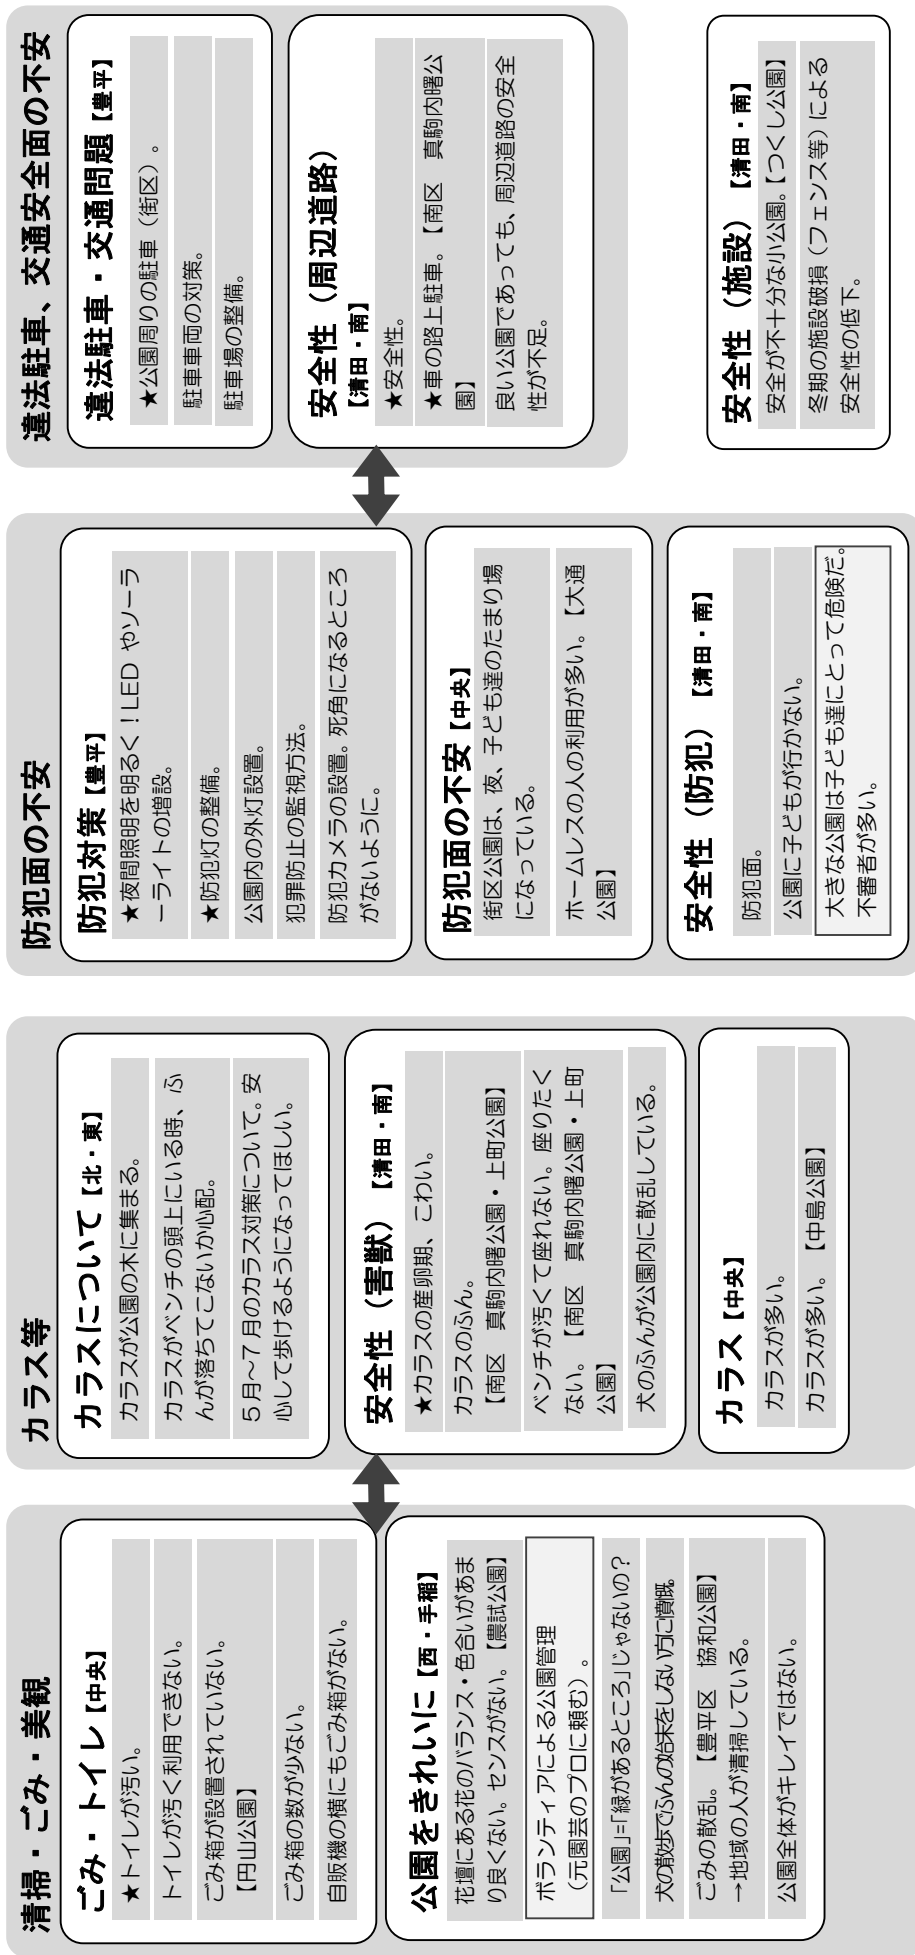 清掃・ごみ・美観
ごみ・トイレ【中央】
★トイレが汚い。
トイレが汚く利用できない。
ごみ箱が設置されていない。
【円山公園】
ごみ箱の数が少ない。
自販機の横にもごみ箱がない。
公園をきれいに【西・手稲】
花壇にある花のバランス・色合いがあま
り良くない。センスがない。【農試公園】
ボランティアによる公園管理
（元園芸のプロに頼む）。
「公園」=「緑があるところ」じゃないの？
犬の散歩でふんの始末をしない方に憤慨。
ごみの散乱。【豊平区　協和公園】
→地域の人が清掃している。
公園全体がキレイではない。
カラス等
カラスについて【北・東】
カラスが公園の木に集まる。
カラスがベンチの頭上にいる時、ふ
んが落ちてこないか心配。
５月～７月のカラス対策について。安
心して歩けるようになってほしい。
安全性（害獣）【清田・南】
★カラスの産卵期、こわい。
カラスのふん。
【南区　真駒内曙公園・上町公園】
ベンチが汚くて座れない。座りたく
ない。【南区　真駒内曙公園・上町
公園】
犬のふんが公園内に散乱している。
カラス【中央】
カラスが多い。
カラスが多い。【中島公園】
防犯面の不安
防犯対策【豊平】
★夜間照明を明るく！LED やソーラ
ーライトの増設。
★防犯灯の整備。
公園内の外灯設置。
犯罪防止の監視方法。
防犯カメラの設置。死角になるところ
がないように。
防犯面の不安【中央】
街区公園は、夜、子ども達のたまり場
になっている。
ホームレスの人の利用が多い。【大通
公園】
安全性（防犯）【清田・南】
防犯面。
公園に子どもが行かない。
大きな公園は子ども達にとって危険だ。
不審者が多い。
違法駐車、交通安全面の不安
違法駐車・交通問題【豊平】
★公園周りの駐車（街区）。
駐車車両の対策。
駐車場の整備。
安全性（周辺道路）
【清田・南】
★安全性。
★車の路上駐車。【南区　真駒内曙公
園】
良い公園であっても、周辺道路の安全
性が不足。
安全性（施設）【清田・南】
安全が不十分な小公園。【つくし公園】
冬期の施設破損（フェンス等）による
安全性の低下。